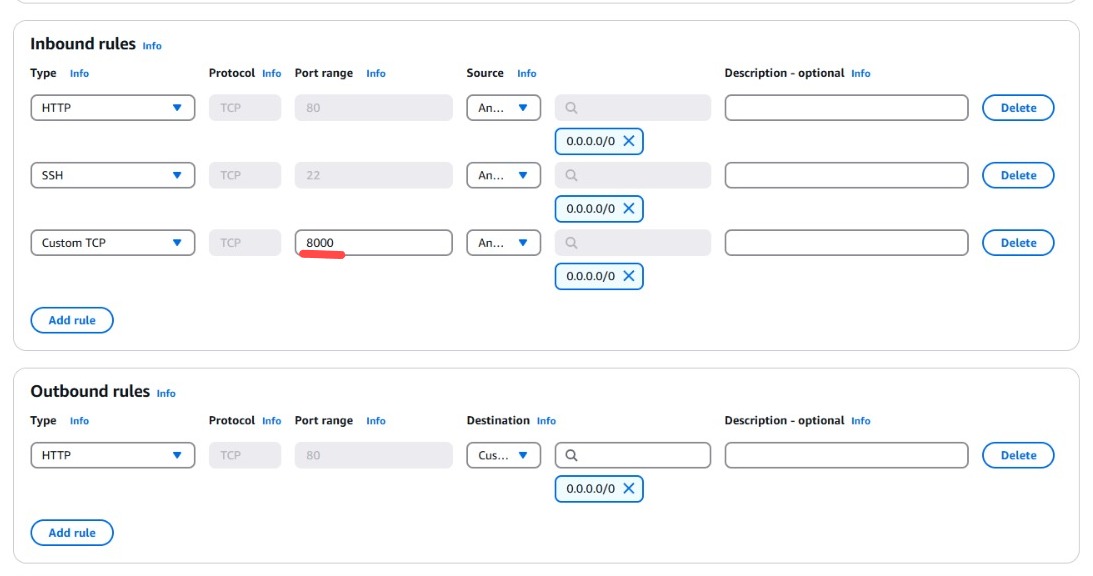 Inbound rules Info
Type Info Protocol Info Port range Info Source Info Description - optional Info
HTTP TCP 80 An... Delete
0.0.0.0/0
SSH TCP 22 An... Delete
0.0.0.0/0
Custom TCP TCP 8000 An... Delete
0.0.0.0/0
Add rule
Outbound rules Info
Type Info Protocol Info Port range Info Destination Info Description - optional Info
HTTP TCP 80 Cus... Delete
0.0.0.0/0
Add rule